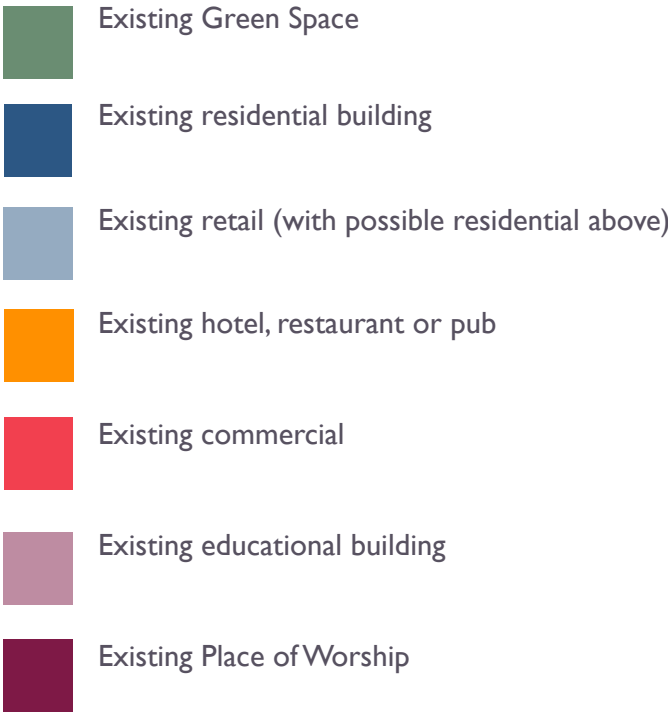 Existing Green Space
Existing residential building
Existing retail (with possible residential above)
Existing hotel, restaurant or pub
Existing commercial
Existing educational building
Existing Place of Worship